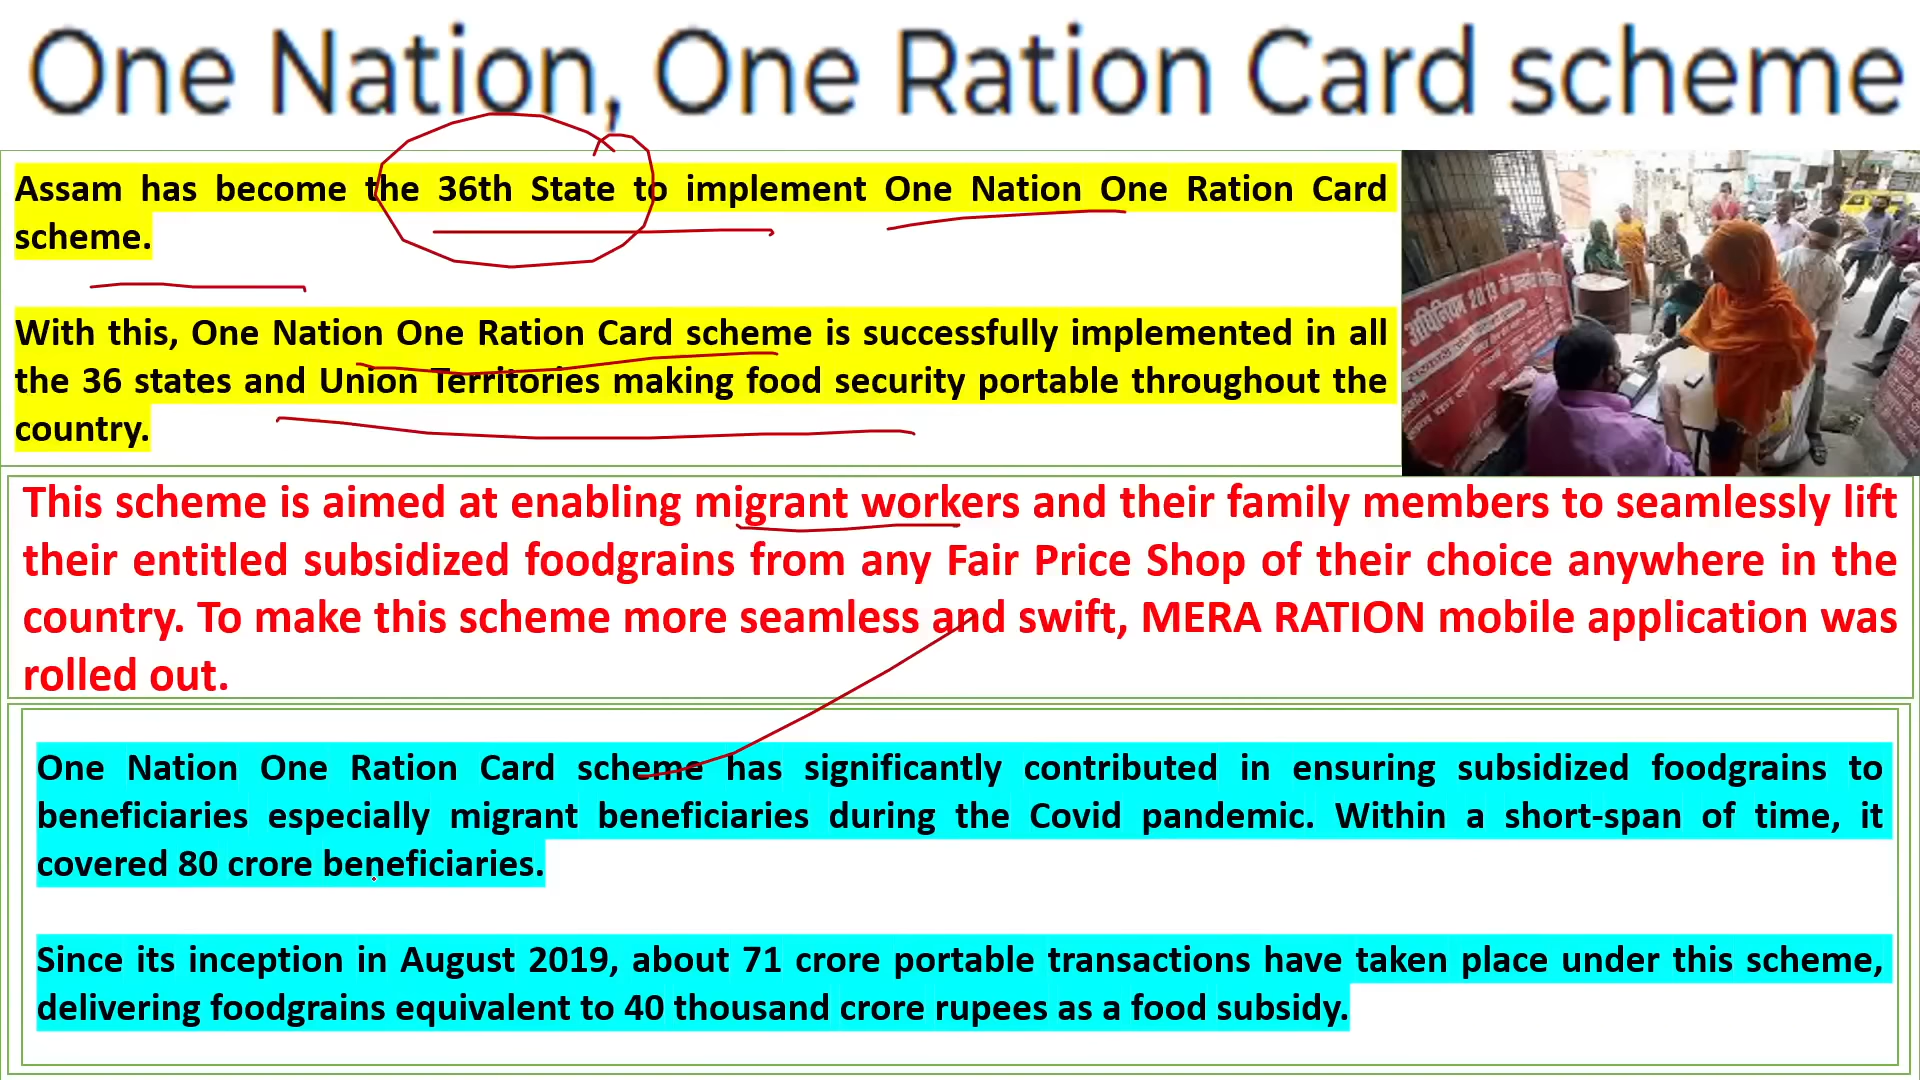 One Nation, One Ration Card scheme
Assam has become the 36th State to implement One Nation One Ration Card
scheme.
With this, One Nation One Ration Card scheme is successfully implemented in all
the 36 states and Union Territories making food security portable throughout the
country.
This scheme is aimed at enabling migrant workers and their family members to seamlessly lift
their entitled subsidized foodgrains from any Fair Price Shop of their choice anywhere in the
country. To make this scheme more seamless and swift, MERA RATION mobile application was
rolled out.
One Nation One Ration Card scheme has significantly contributed in ensuring subsidized foodgrains to
beneficiaries especially migrant beneficiaries during the Covid pandemic. Within a short-span of time, it
covered 80 crore beneficiaries.
Since its inception in August 2019, about 71 crore portable transactions have taken place under this scheme,
delivering foodgrains equivalent to 40 thousand crore rupees as a food subsidy.